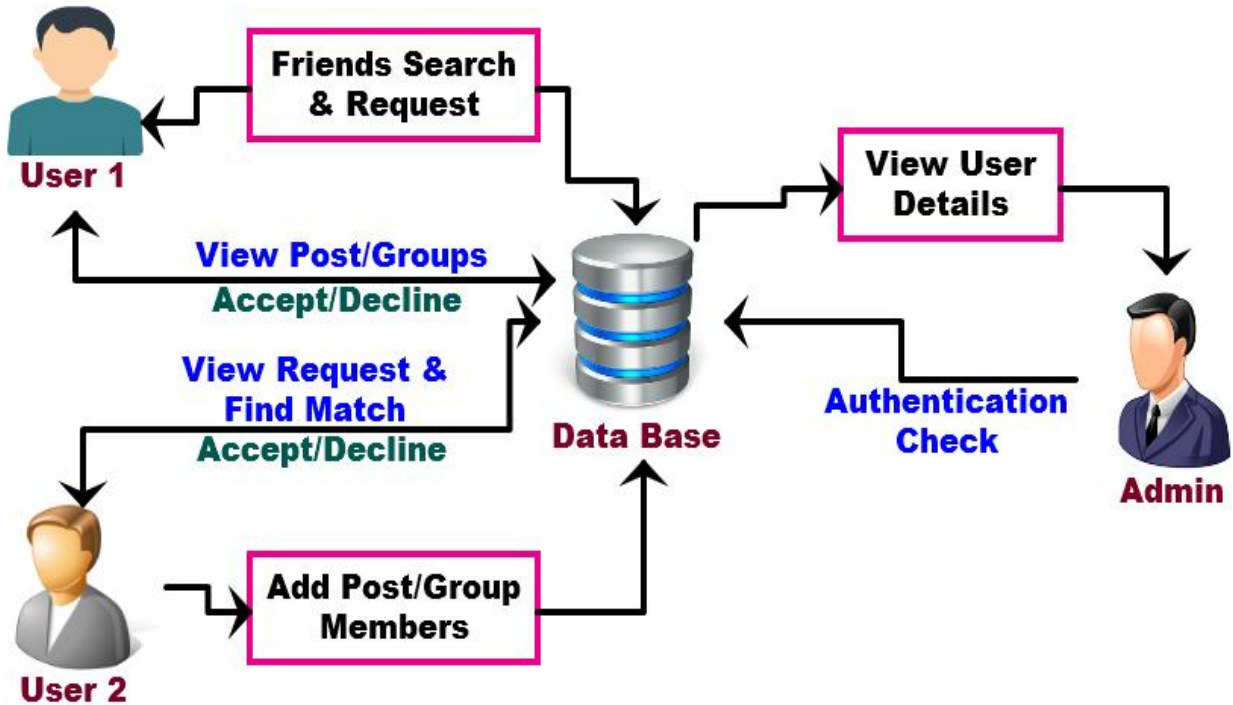 Friends Search
& Request
User 1
View User
Details
View Post/Groups
Accept/Decline
View Request &
Find Match
Accept/Decline
Data Base
Authentication
Check
Admin
Add Post/Group
Members
User 2